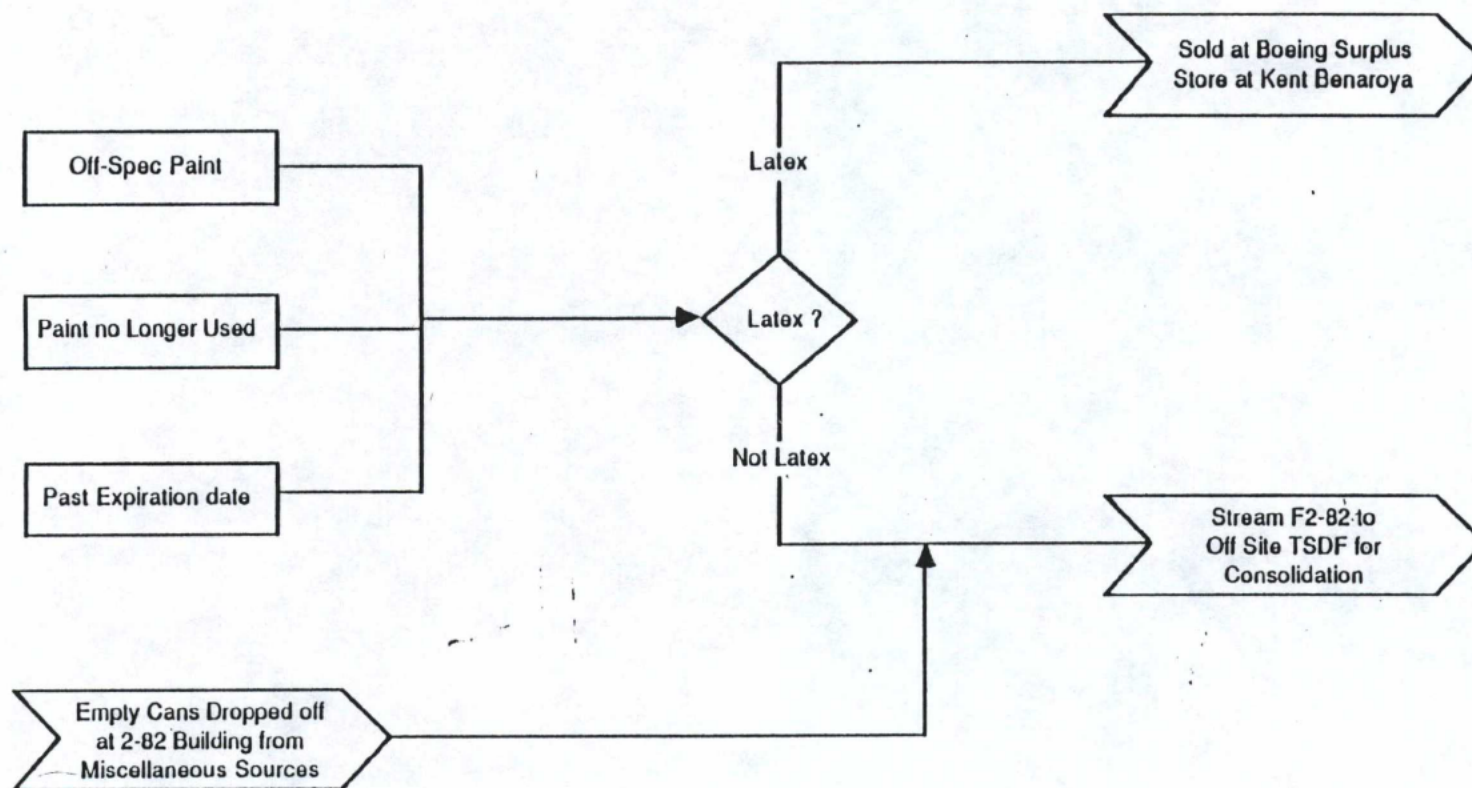 Sold at Boeing Surplus
Store at Kent Benaroya
Off-Spec Paint
Latex
Paint no Longer Used
Latex ?
Past Expiration date
Not Latex
Stream F2-82 to
Off Site TSDF for
Consolidation
Empty Cans Dropped off
at 2-82 Building from
Miscellaneous Sources